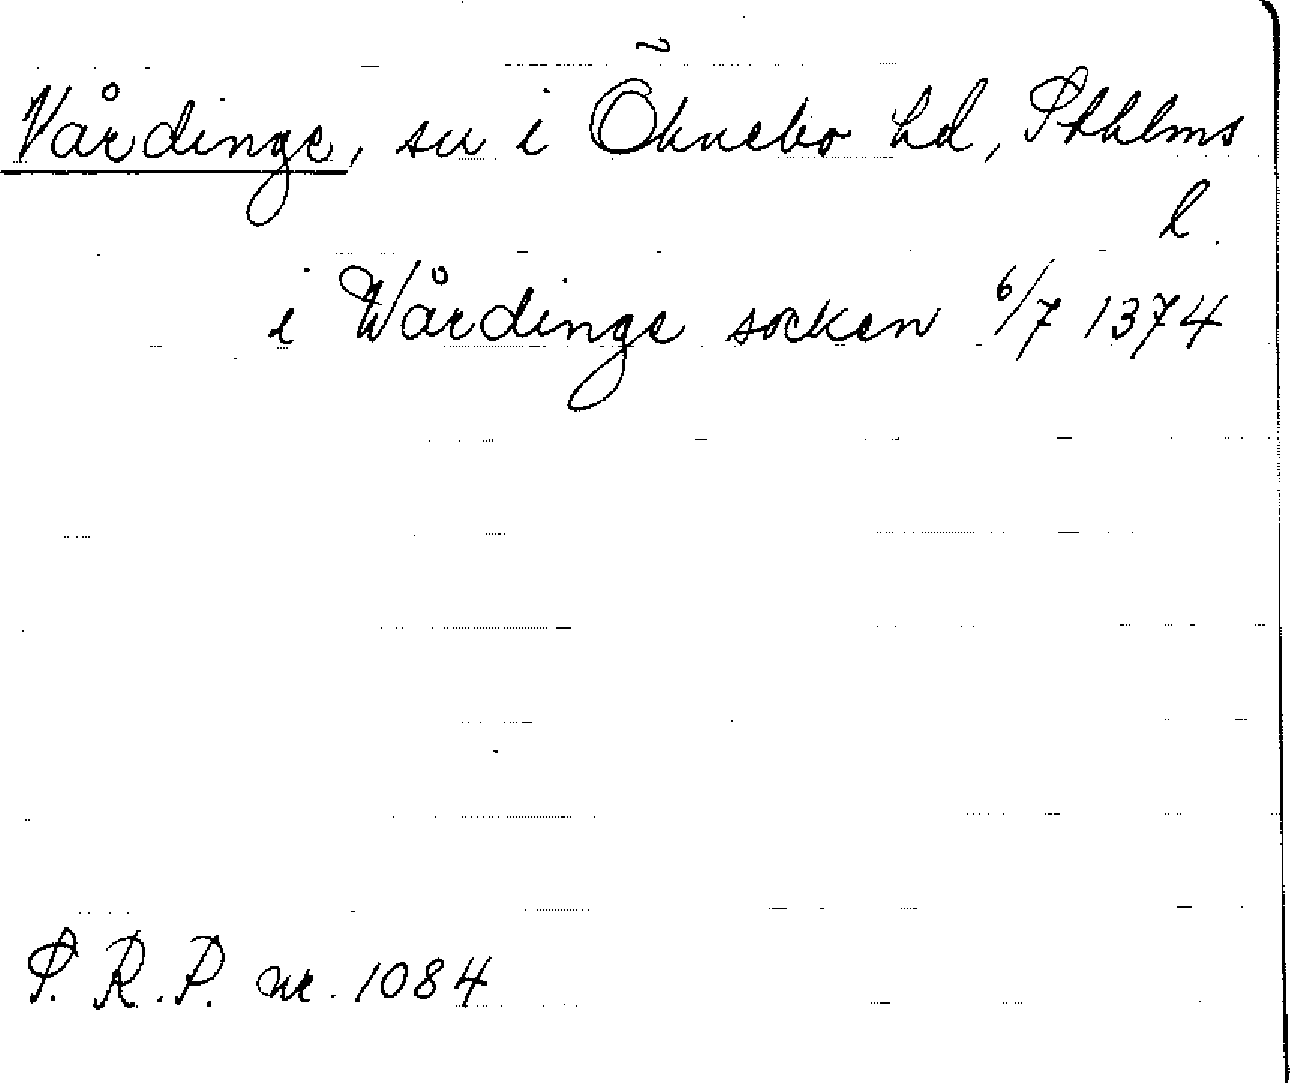 Vårdinge, sn i Öknebo hd, Sthlms
l.
i Wårdinge socken 6/7 1374
S.R.P. nr. 1084